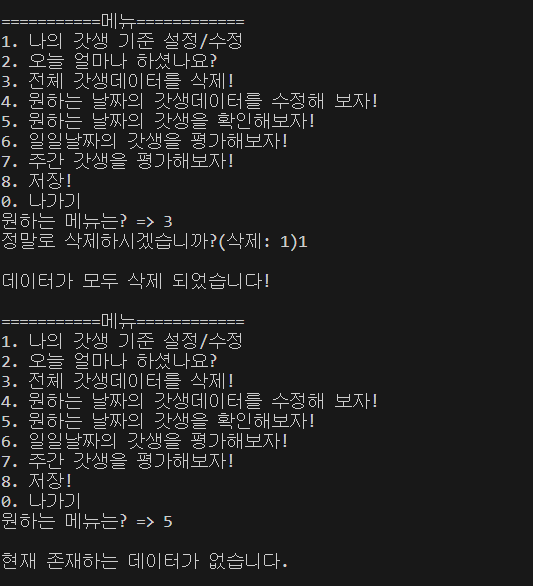 ===========메뉴============
1. 나의 갓생 기준 설정/수정
2. 오늘 얼마나 하셨나요?
3. 전체 갓생데이터를 삭제!
4. 원하는 날짜의 갓생데이터를 수정해 보자!
5. 원하는 날짜의 갓생을 확인해보자!
6. 일일날짜의 갓생을 평가해보자!
7. 주간 갓생을 평가해보자!
8. 저장!
0. 나가기
원하는 메뉴는? => 3
정말로 삭제하시겠습니까?(삭제: 1)1
데이터가 모두 삭제 되었습니다!
===========메뉴============
1. 나의 갓생 기준 설정/수정
2. 오늘 얼마나 하셨나요?
3. 전체 갓생데이터를 삭제!
4. 원하는 날짜의 갓생데이터를 수정해 보자!
5. 원하는 날짜의 갓생을 확인해보자!
6. 일일날짜의 갓생을 평가해보자!
7. 주간 갓생을 평가해보자!
8. 저장!
0. 나가기
원하는 메뉴는? => 5
현재 존재하는 데이터가 없습니다.